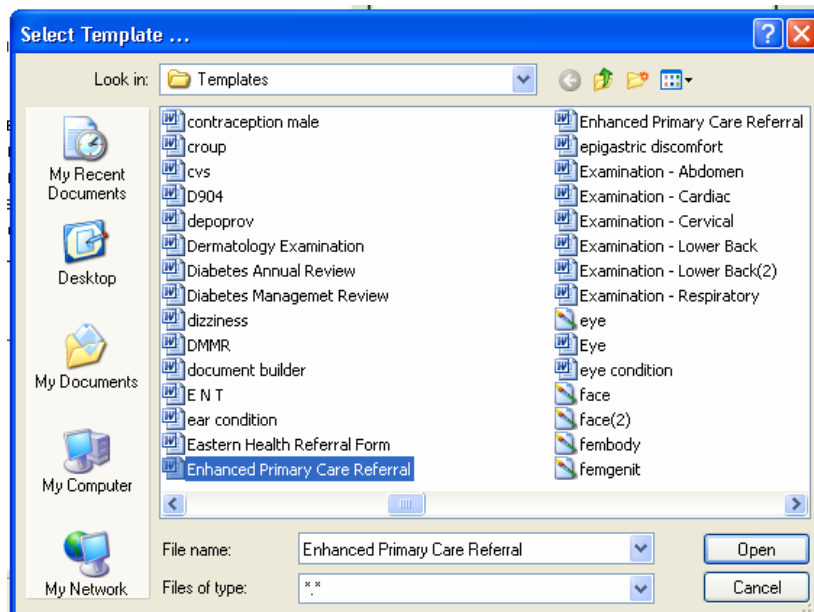 Select Template ...
Look in:
Templates
My Recent
Documents
Desktop
My Documents
My Computer
My Network
contraception male
croup
cvs
D904
depoprov
Dermatology Examination
Diabetes Annual Review
Diabetes Managemet Review
dizziness
DMMR
document builder
E N T
ear condition
Eastern Health Referral Form
Enhanced Primary Care Referral
Enhanced Primary Care Referral
epigastric discomfort
Examination - Abdomen
Examination - Cardiac
Examination - Cervical
Examination - Lower Back
Examination - Lower Back(2)
Examination - Respiratory
eye
Eye
eye condition
face
face(2)
fembody
femgenit
File name:
Enhanced Primary Care Referral
Open
Files of type:
*.*
Cancel